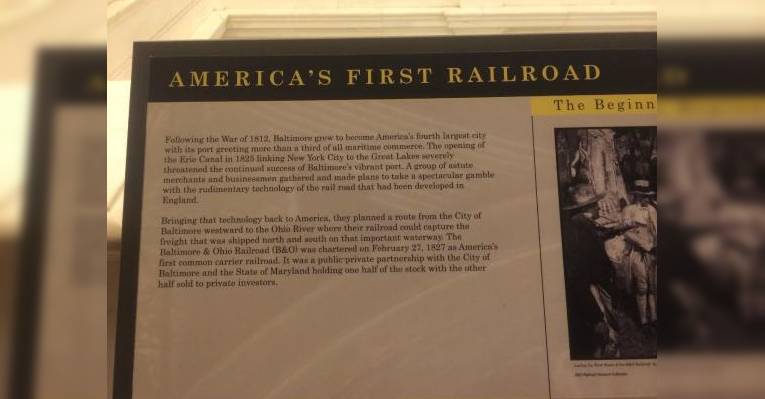 AMERICA'S FIRST RAILROAD
The Beginn
Following the War of 1812, Baltimore grew to become America's fourth largest city
with its port greeting more than a third of all maritime commerce. The opening of
the Erie Canal in 1825 linking New York City to the Great Lakes severely
threatened the continued success of Baltimore's vibrant port. A group of astute
merchants and businessmen gathered and made plans to take a spectacular gamble
with the rudimentary technology of the rail road that had been developed in
England.
Bringing that technology back to America, they planned a route from the City of
Baltimore westward to the Ohio River where their railroad could capture the
freight that was shipped north and south on that important waterway. The
Baltimore & Ohio Railroad (B&O) was chartered on February 27, 1827 as America's
first common carrier railroad. It was a public/private partnership with the City of
Baltimore and the State of Maryland holding one half of the stock with the other
half sold to private investors.